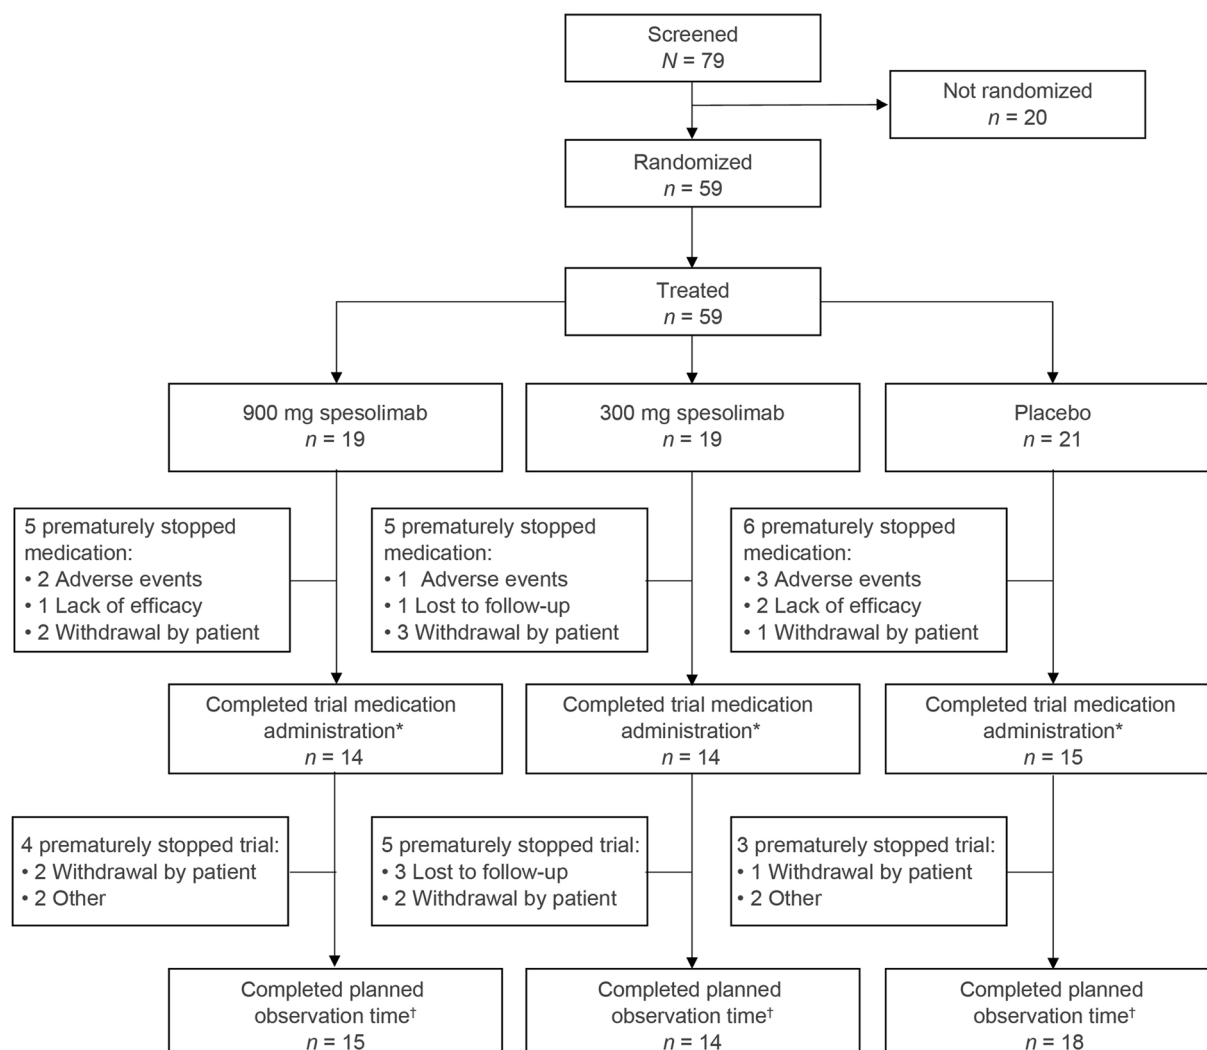 Screened
N = 79
Not randomized
n = 20
Randomized
n = 59
Treated
n = 59
900 mg spesolimab
n = 19
300 mg spesolimab
n = 19
Placebo
n = 21
5 prematurely stopped
medication:
• 2 Adverse events
• 1 Lack of efficacy
• 2 Withdrawal by patient
5 prematurely stopped
medication:
• 1 Adverse events
• 1 Lost to follow-up
• 3 Withdrawal by patient
6 prematurely stopped
medication:
• 3 Adverse events
• 2 Lack of efficacy
• 1 Withdrawal by patient
Completed trial medication
administration*
n = 14
Completed trial medication
administration*
n = 14
Completed trial medication
administration*
n = 15
4 prematurely stopped trial:
• 2 Withdrawal by patient
• 2 Other
5 prematurely stopped trial:
• 3 Lost to follow-up
• 2 Withdrawal by patient
3 prematurely stopped trial:
• 1 Withdrawal by patient
• 2 Other
Completed planned
observation time†
n = 15
Completed planned
observation time†
n = 14
Completed planned
observation time†
n = 18